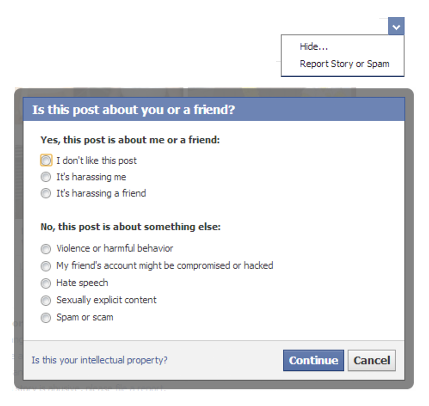 Hide...
Report Story or Spam
Is this post about you or a friend?
Yes, this post is about me or a friend:
I don't like this post
It's harassing me
It's harassing a friend
No, this post is about something else:
Violence or harmful behavior
My friend's account might be compromised or hacked
Hate speech
Sexually explicit content
Spam or scam
Is this your intellectual property?
Continue
Cancel